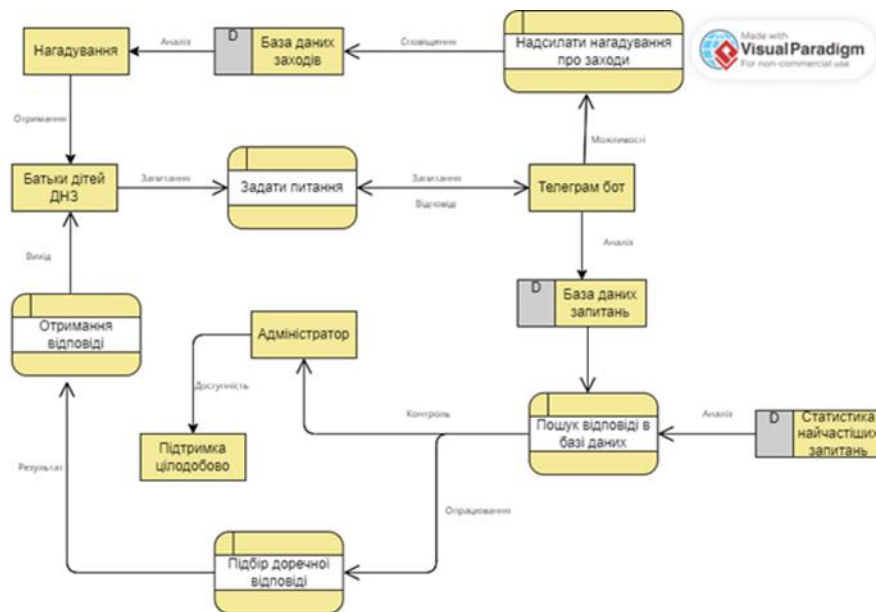 Нагадування
Аналіз
D
База даних
заходів
Сповіщення
Надсилати нагадування
про заходи
Made with
Visual Paradigm
For non-commercial use
Отримання
Можливості
Батьки дітей
ДНЗ
Запитання
Задати питання
Запитання
Відповіді
Телеграм бот
Вихід
Аналіз
D
База даних
запитань
Отримання
відповіді
Адміністратор
Доступність
Контроль
Пошук відповіді в
базі даних
Аналіз
D
Статистика
найчастіших
запитань
Підтримка
цілодобово
Результат
Опрацювання
Підбір доречної
відповіді